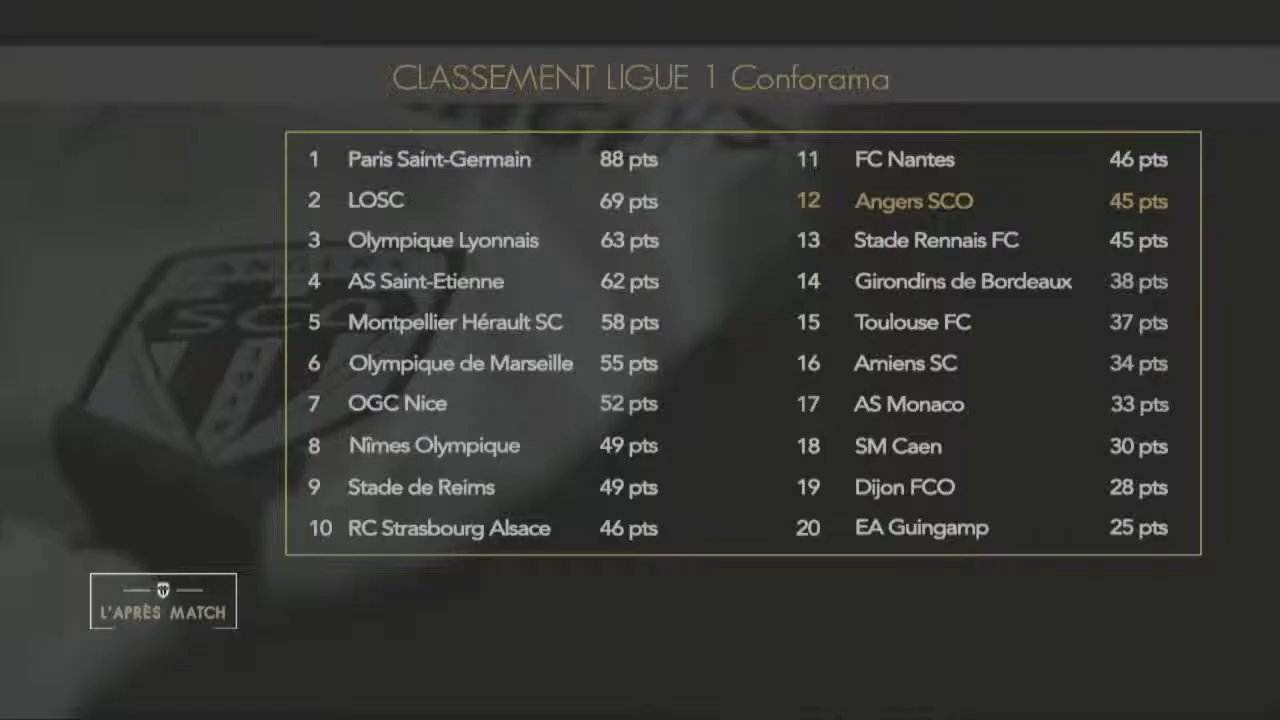 CLASSEMENT LIGUE 1 Conforama
1 Paris Saint-Germain 88 pts
2 LOSC 69 pts
3 Olympique Lyonnais 63 pts
4 AS Saint-Etienne 62 pts
5 Montpellier Hérault SC 58 pts
6 Olympique de Marseille 55 pts
7 OGC Nice 52 pts
8 Nîmes Olympique 49 pts
9 Stade de Reims 49 pts
10 RC Strasbourg Alsace 46 pts
11 FC Nantes 46 pts
12 Angers SCO 45 pts
13 Stade Rennais FC 45 pts
14 Girondins de Bordeaux 38 pts
15 Toulouse FC 37 pts
16 Amiens SC 34 pts
17 AS Monaco 33 pts
18 SM Caen 30 pts
19 Dijon FCO 28 pts
20 EA Guingamp 25 pts
ANGERS
SCO
L'APRÈS MATCH